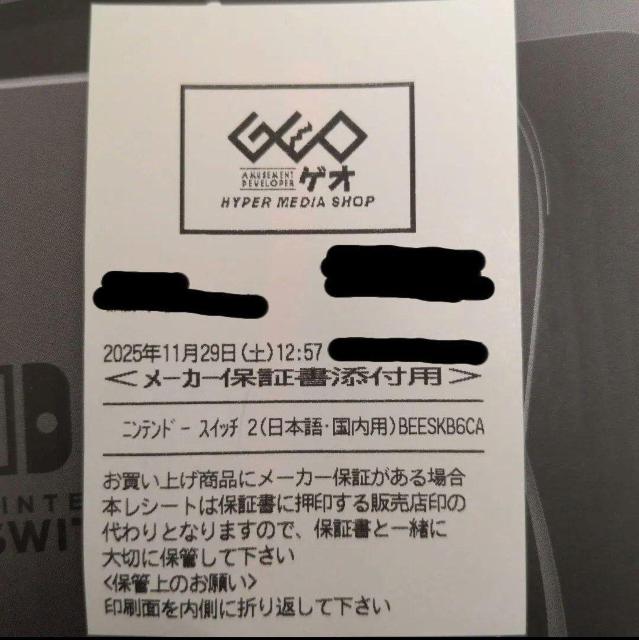 GEO
AMUSEMENT
DEVELOPER ゲオ
HYPER MEDIA SHOP
2025年11月29日(土)12:57
<メーカー保証書添付用>
ニンテンドー スイッチ 2(日本語・国内用)BEESKB6CA
お買い上げ商品にメーカー保証がある場合
本レシートは保証書に押印する販売店印の
代わりとなりますので、保証書と一緒に
大切に保管して下さい
<保管上のお願い>
印刷面を内側に折り返して下さい
NINTE
SWIT